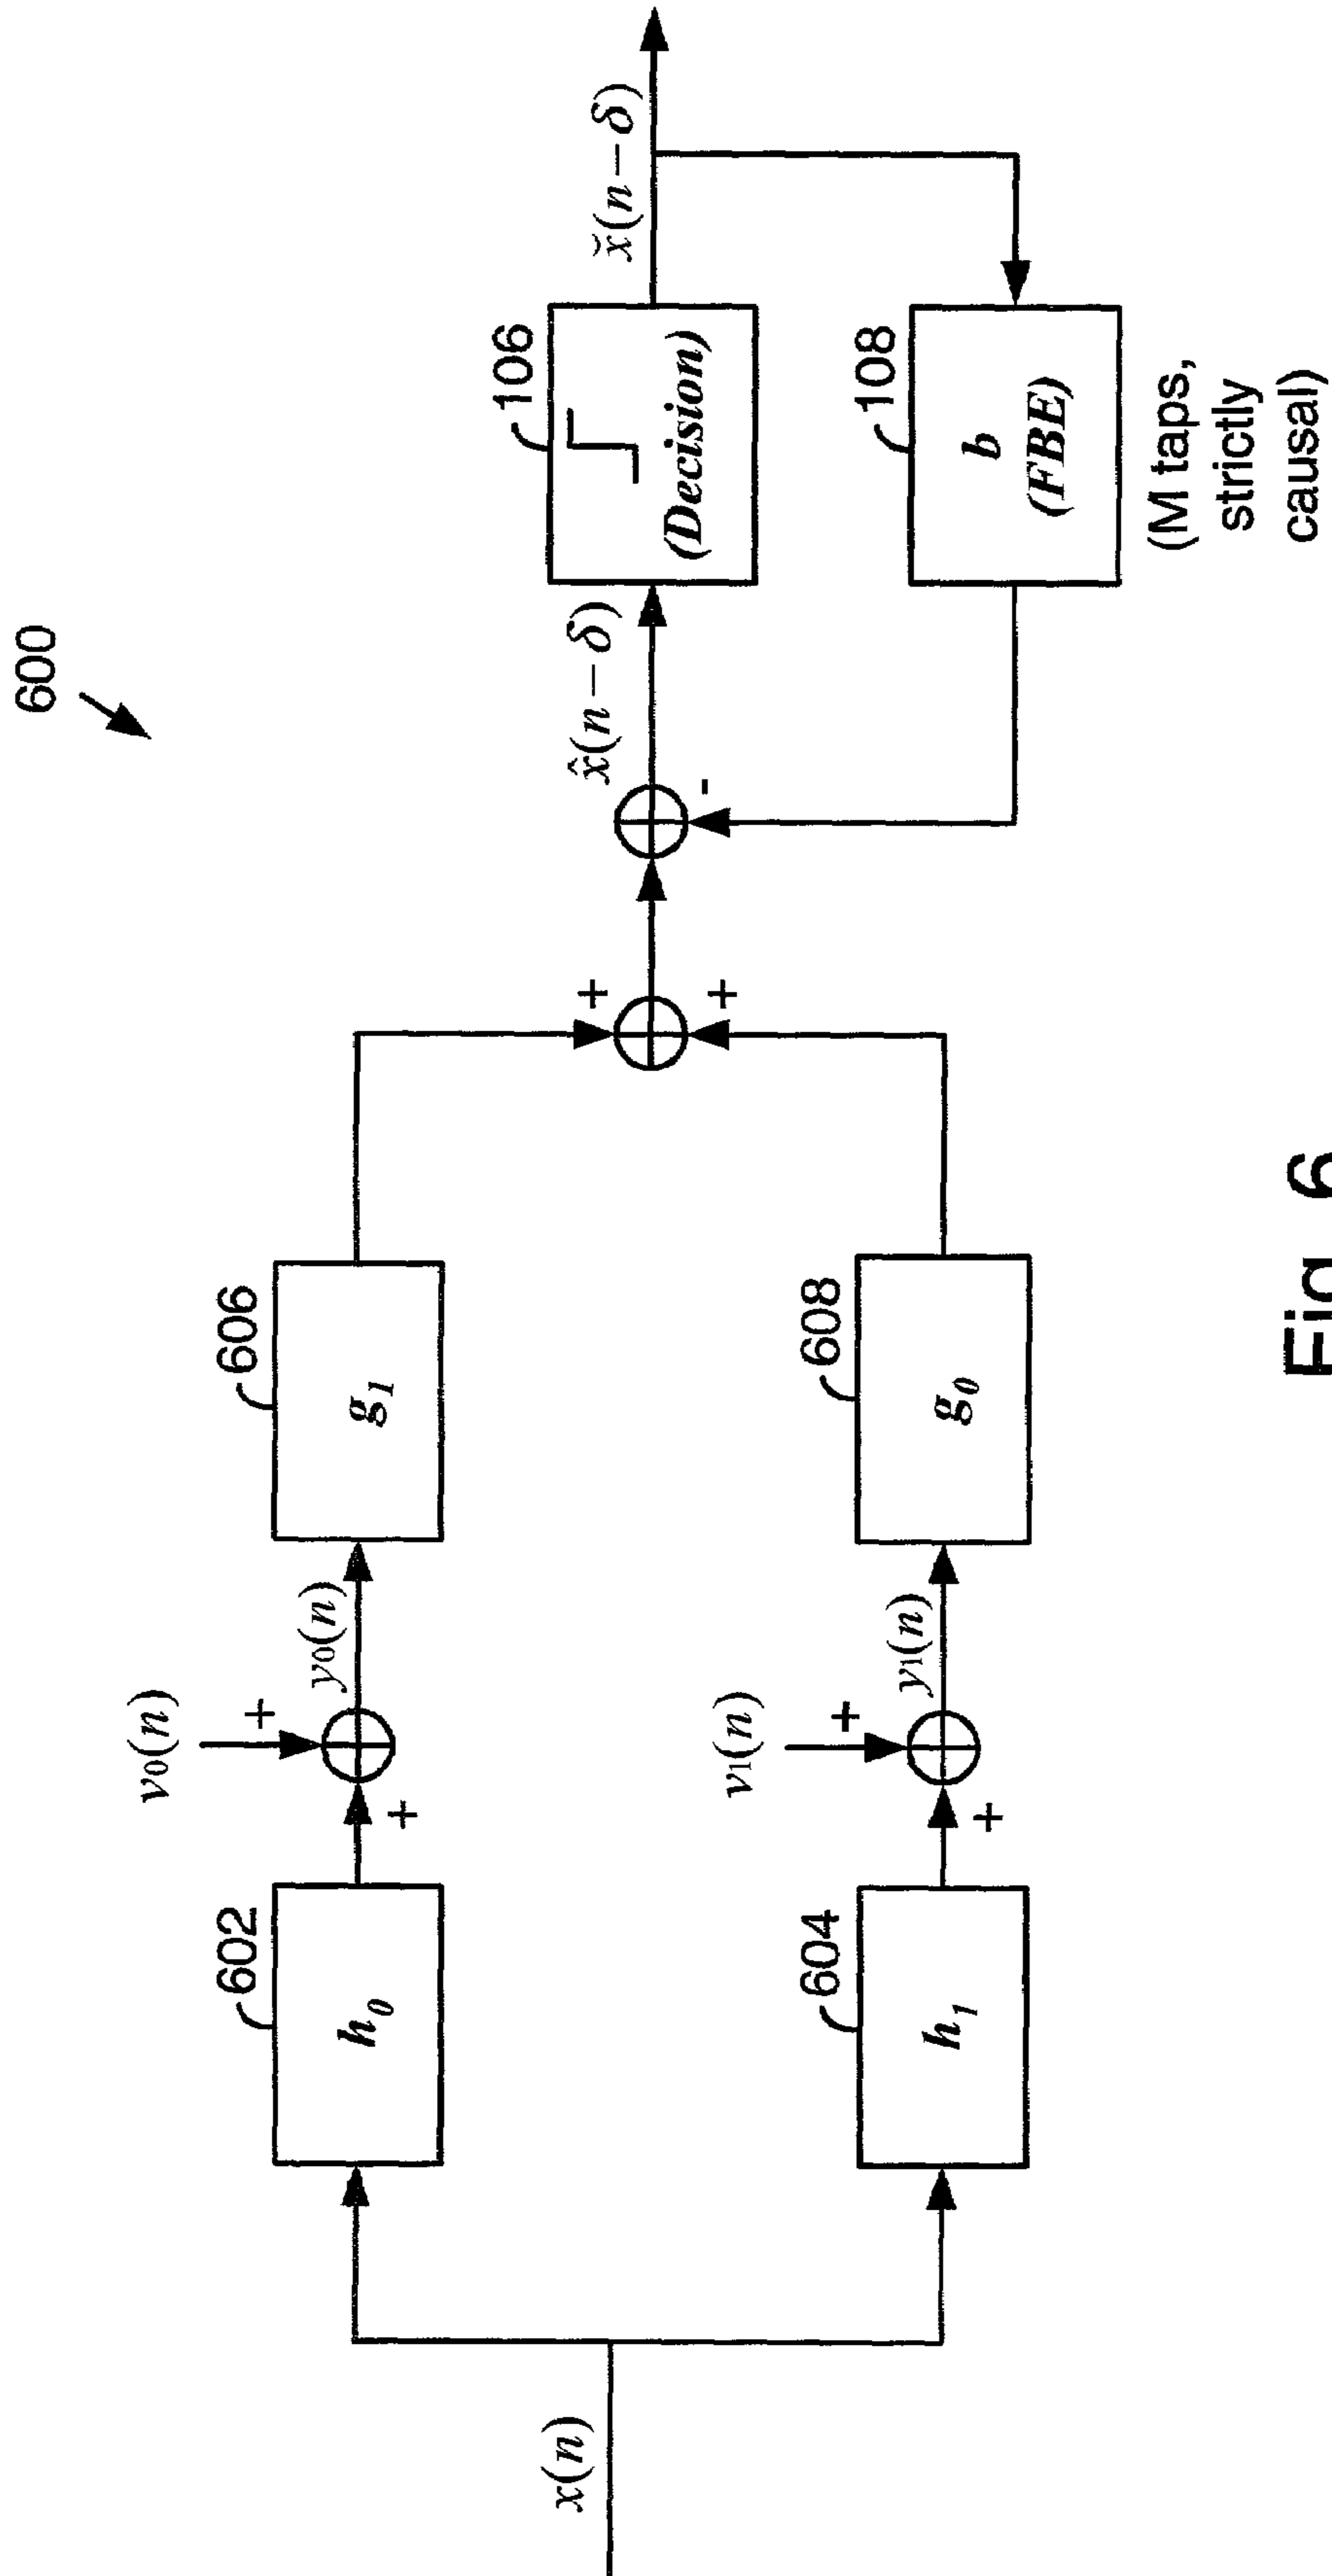 600
x(n)
602
h0
+
v0(n)
+
y0(n)
606
g1
604
h1
+
v1(n)
+
y1(n)
608
g0
+
+
-
x̂(n−δ)
106
(Decision)
x̌(n−δ)
108
b
(FBE)
(M taps,
strictly
causal)
Fig. 6